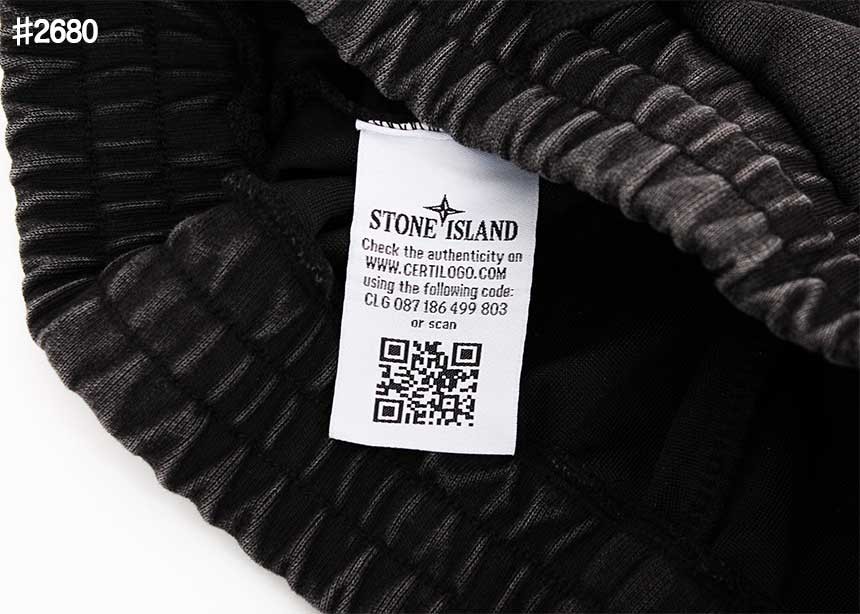 #2680
STONE ISLAND
Check the authenticity on
WWW.CERTILOGO.COM
using the following code:
CLG 087 186 499 803
or scan